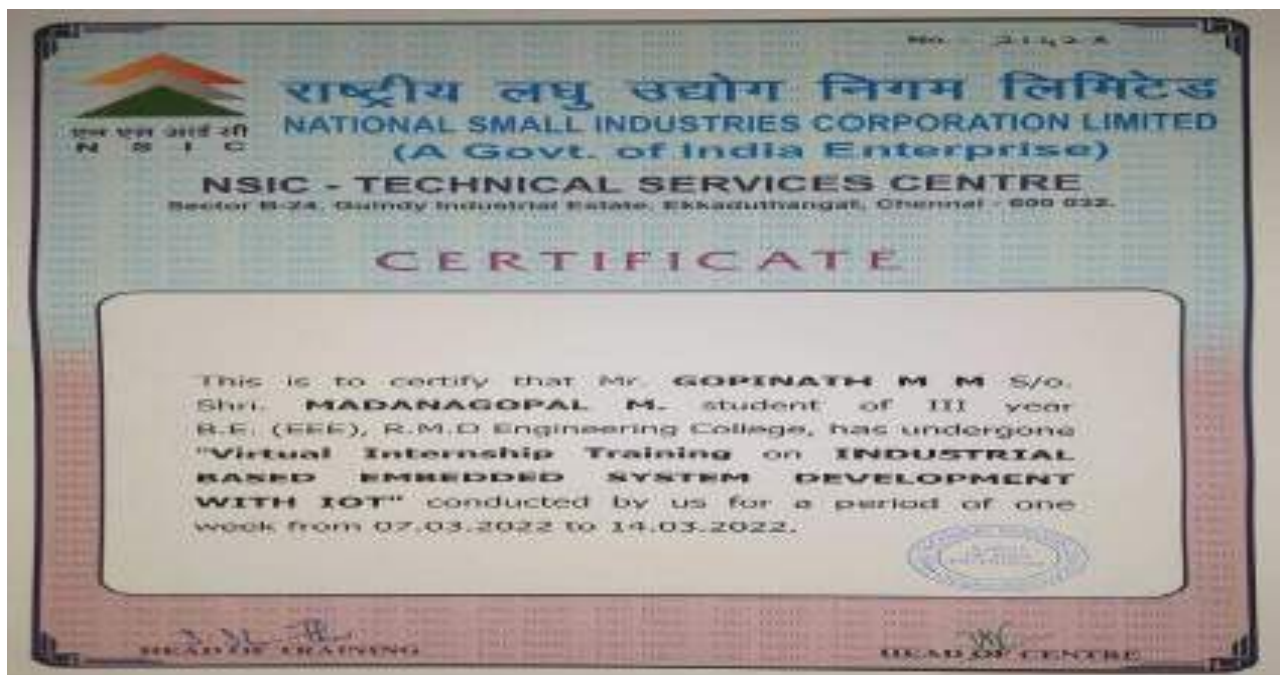 No. 2142 A
राष्ट्रीय लघु उद्योग निगम लिमिटेड
एन एस आई सी
NATIONAL SMALL INDUSTRIES CORPORATION LIMITED
N S I C
(A Govt. of India Enterprise)
NSIC - TECHNICAL SERVICES CENTRE
Sector B-24, Guindy Industrial Estate, Ekkaduthangal, Chennai - 600 032.
CERTIFICATE
This is to certify that Mr. GOPINATH M M S/o.
Shri. MADANAGOPAL M. student of III year
B.E. (EEE), R.M.D Engineering College, has undergone
"Virtual Internship Training on INDUSTRIAL
BASED EMBEDDED SYSTEM DEVELOPMENT
WITH IOT" conducted by us for a period of one
week from 07.03.2022 to 14.03.2022.
HEAD OF TRAINING
HEAD OF CENTRE